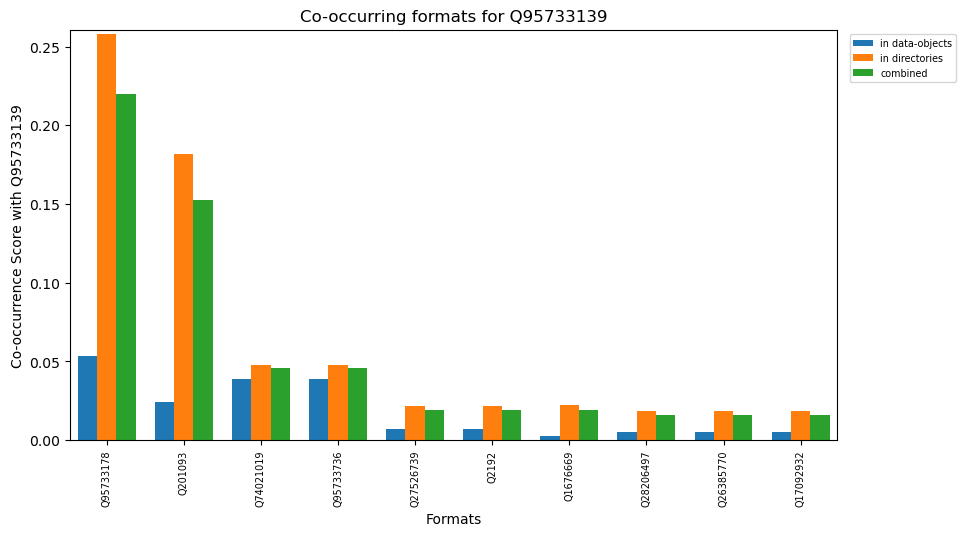 Co-occurring formats for Q95733139
Co-occurrence Score with Q95733139
0.25
0.20
0.15
0.10
0.05
0.00
Q95733178
Q201093
Q74021019
Q95733736
Q27526739
Q2192
Q1676669
Q28206497
Q26385770
Q17092932
Formats
in data-objects
in directories
combined